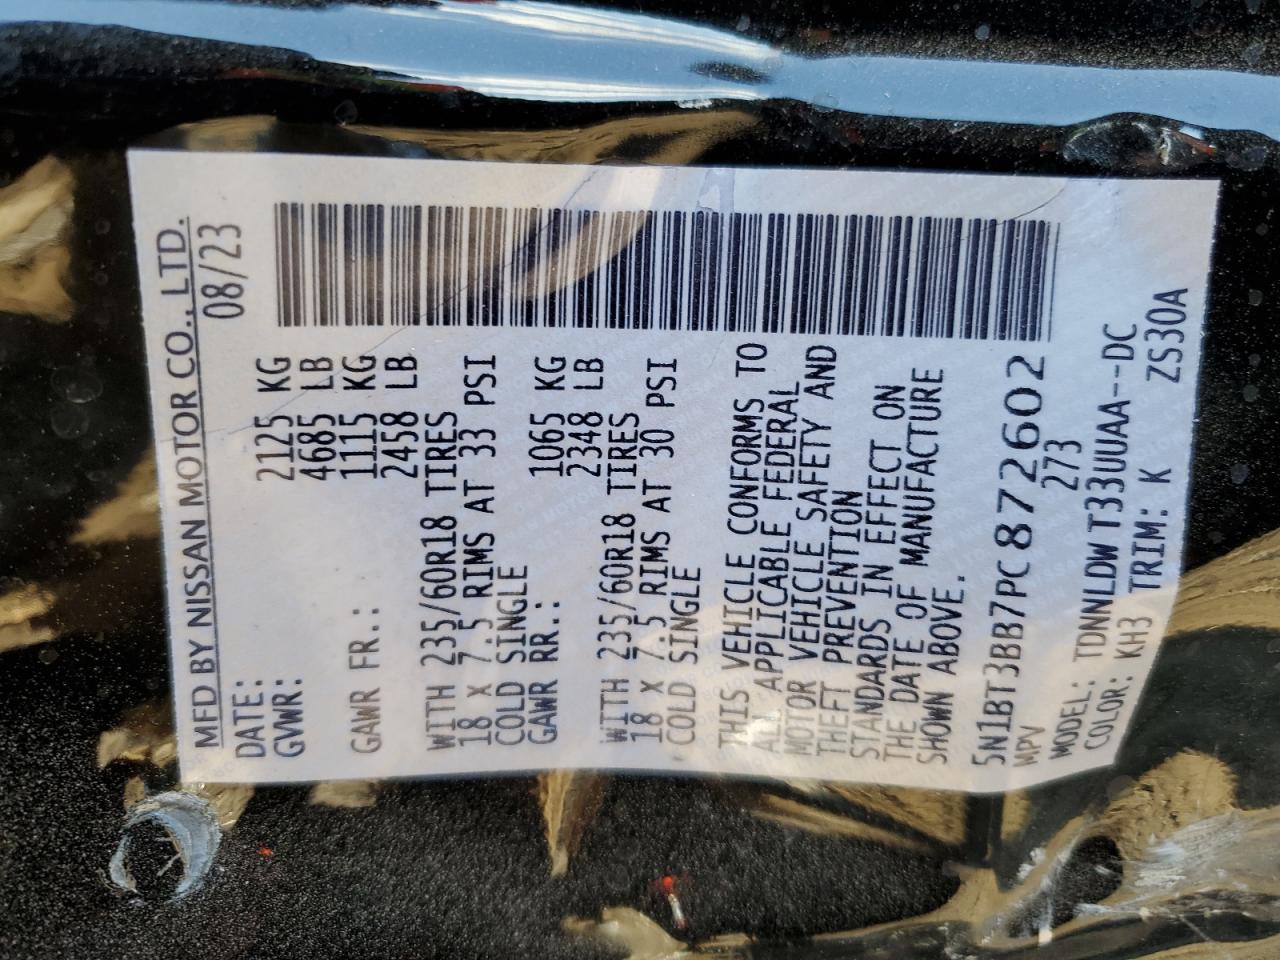 MFD BY NISSAN MOTOR CO., LTD.
DATE: 08/23
GVWR: 2125 KG
4685 LB
GAWR FR.: 1115 KG
2458 LB
WITH 235/60R18 TIRES
18 X 7.5 RIMS AT 33 PSI
COLD SINGLE
GAWR RR.: 1065 KG
2348 LB
WITH 235/60R18 TIRES
18 X 7.5 RIMS AT 30 PSI
COLD SINGLE
THIS VEHICLE CONFORMS TO
ALL APPLICABLE FEDERAL
MOTOR VEHICLE SAFETY AND
THEFT PREVENTION
STANDARDS IN EFFECT ON
THE DATE OF MANUFACTURE
SHOWN ABOVE.
5N1BT3BB7PC872602
MPV 273
MODEL: TDNNLDW T33UUAA--DC
COLOR: KH3 TRIM: K ZS30A